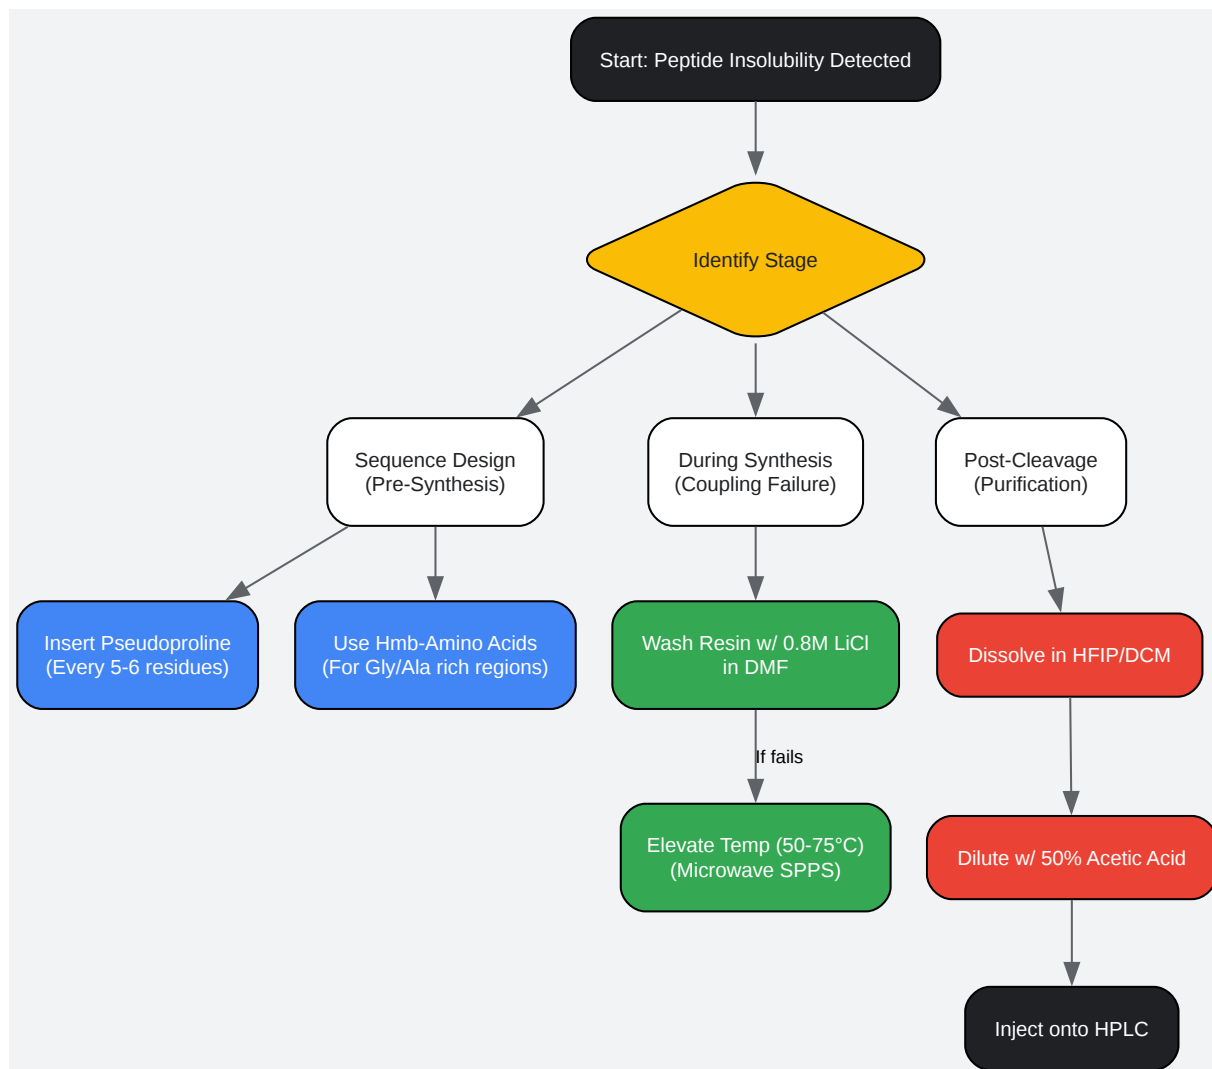 Start: Peptide Insolubility Detected
Identify Stage
Sequence Design
(Pre-Synthesis)
During Synthesis
(Coupling Failure)
Post-Cleavage
(Purification)
Insert Pseudoproline
(Every 5-6 residues)
Use Hmb-Amino Acids
(For Gly/Ala rich regions)
Wash Resin w/ 0.8M LiCl
in DMF
Dissolve in HFIP/DCM
If fails
Elevate Temp (50-75°C)
(Microwave SPPS)
Dilute w/ 50% Acetic Acid
Inject onto HPLC